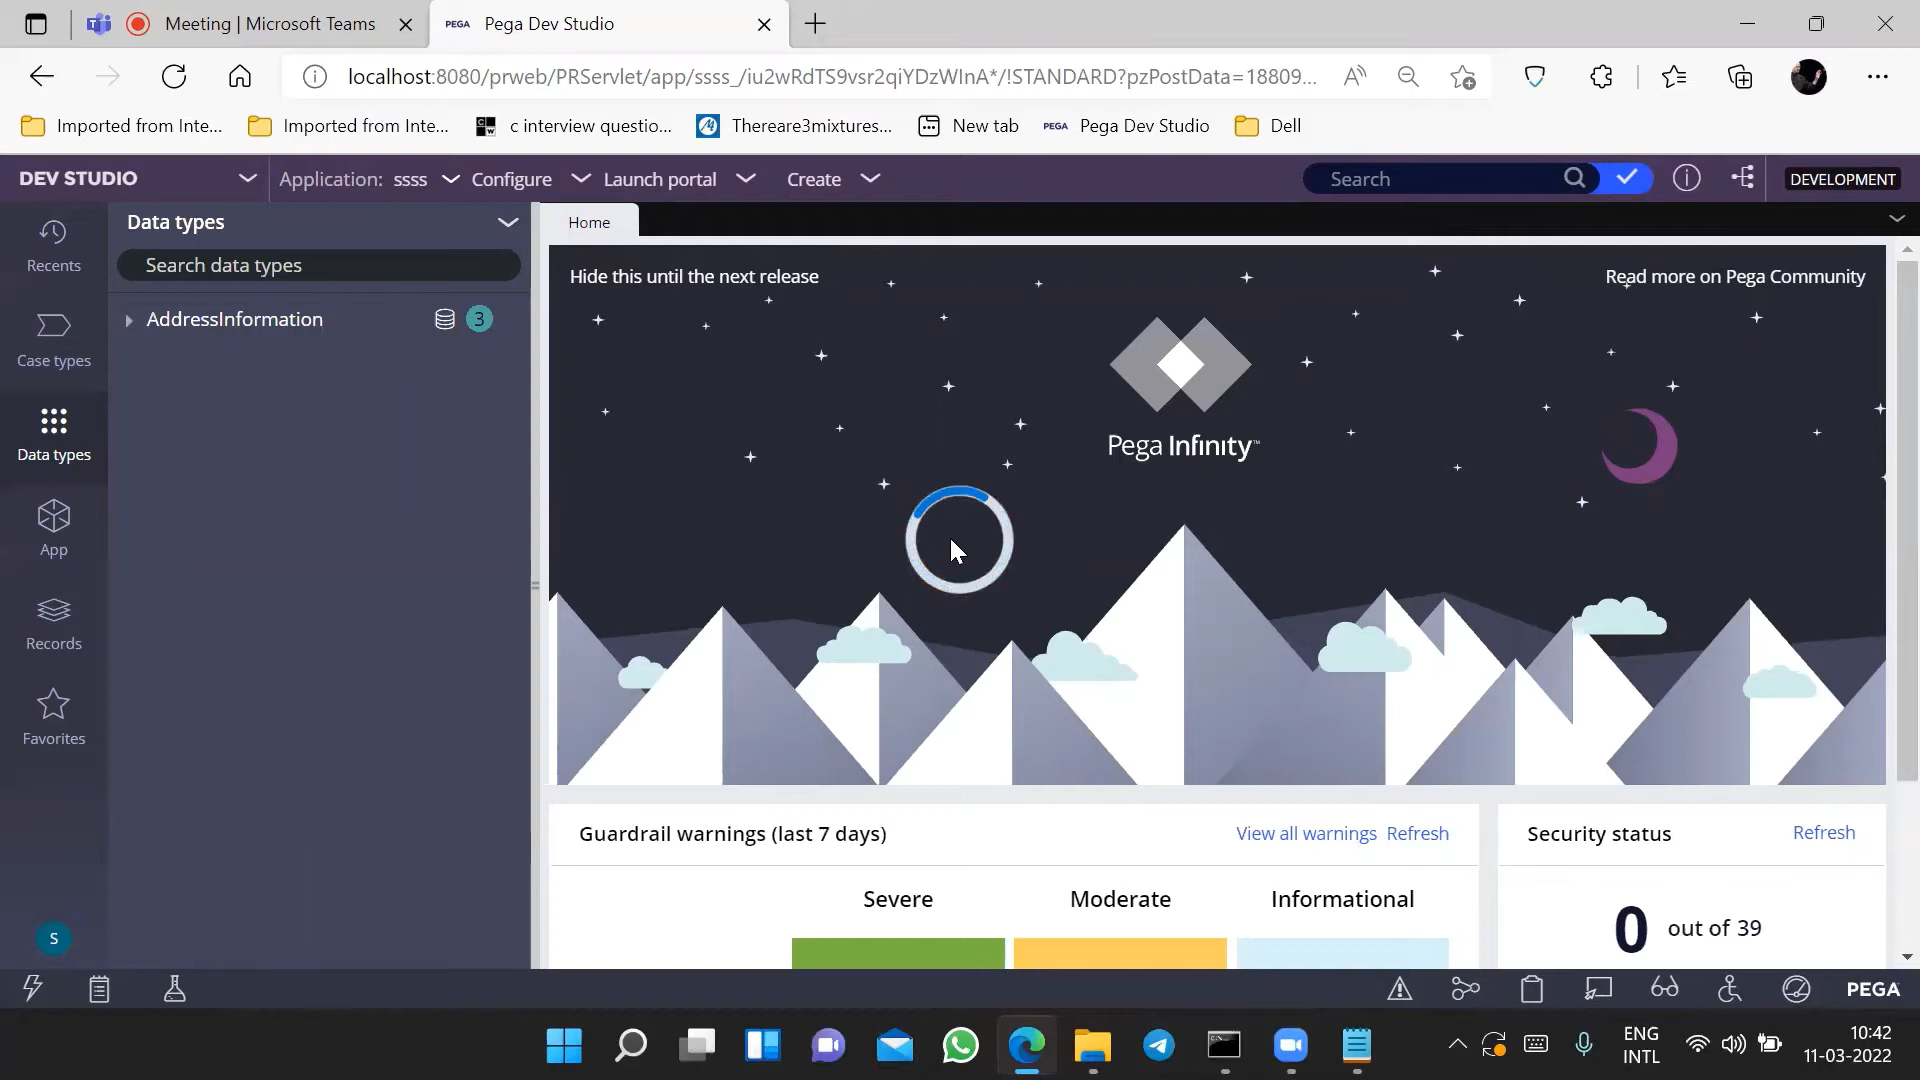 Meeting | Microsoft Teams
PEGA Pega Dev Studio
localhost:8080/prweb/PRServlet/app/ssss_/iu2wRdTS9vsr2qiYDzWInA*/!STANDARD?pzPostData=18809...
Imported from Inte... Imported from Inte... c interview questio... Thereare3mixtures... New tab PEGA Pega Dev Studio Dell
DEV STUDIO Application: ssss Configure Launch portal Create Search DEVELOPMENT
Recents
Case types
Data types
App
Records
Favorites
S
Data types
Search data types
AddressInformation 3
Home
Hide this until the next release
Read more on Pega Community
Pega Infinity™
Guardrail warnings (last 7 days) View all warnings Refresh
Severe Moderate Informational
Security status Refresh
0 out of 39
PEGA
ENG
INTL
10:42
11-03-2022